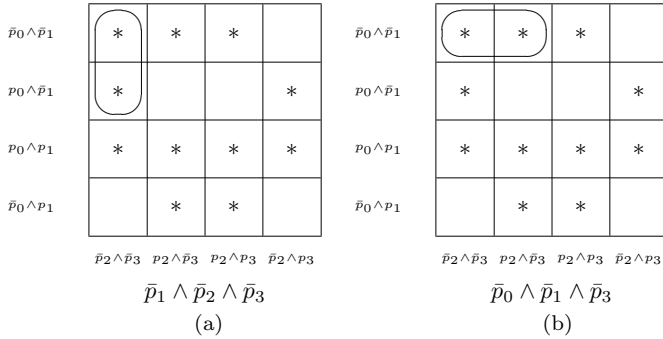 p̄₀∧p̄₁ * * *
p₀∧p̄₁ * *
p₀∧p₁ * * * *
p̄₀∧p₁ * *
p̄₂∧p̄₃ p₂∧p̄₃ p₂∧p₃ p̄₂∧p₃
p̄₁ ∧ p̄₂ ∧ p̄₃
(a)
p̄₀∧p̄₁ * * *
p₀∧p̄₁ * *
p₀∧p₁ * * * *
p̄₀∧p₁ * *
p̄₂∧p̄₃ p₂∧p̄₃ p₂∧p₃ p̄₂∧p₃
p̄₀ ∧ p̄₁ ∧ p̄₃
(b)